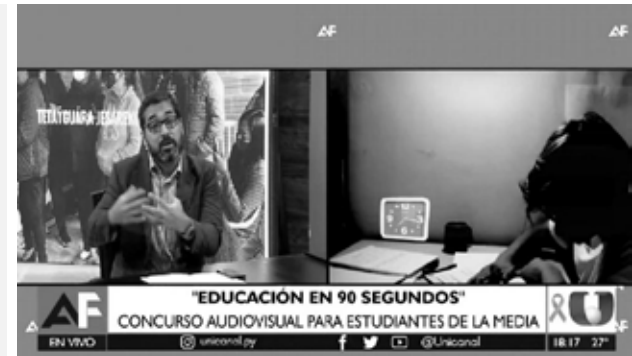 AF
AF
TETÃYGUÁRA JESAREKO
"EDUCACIÓN EN 90 SEGUNDOS"
CONCURSO AUDIOVISUAL PARA ESTUDIANTES DE LA MEDIA
AF
U
EN VIVO
unicanal.py
@Unicanal
18:17 27°